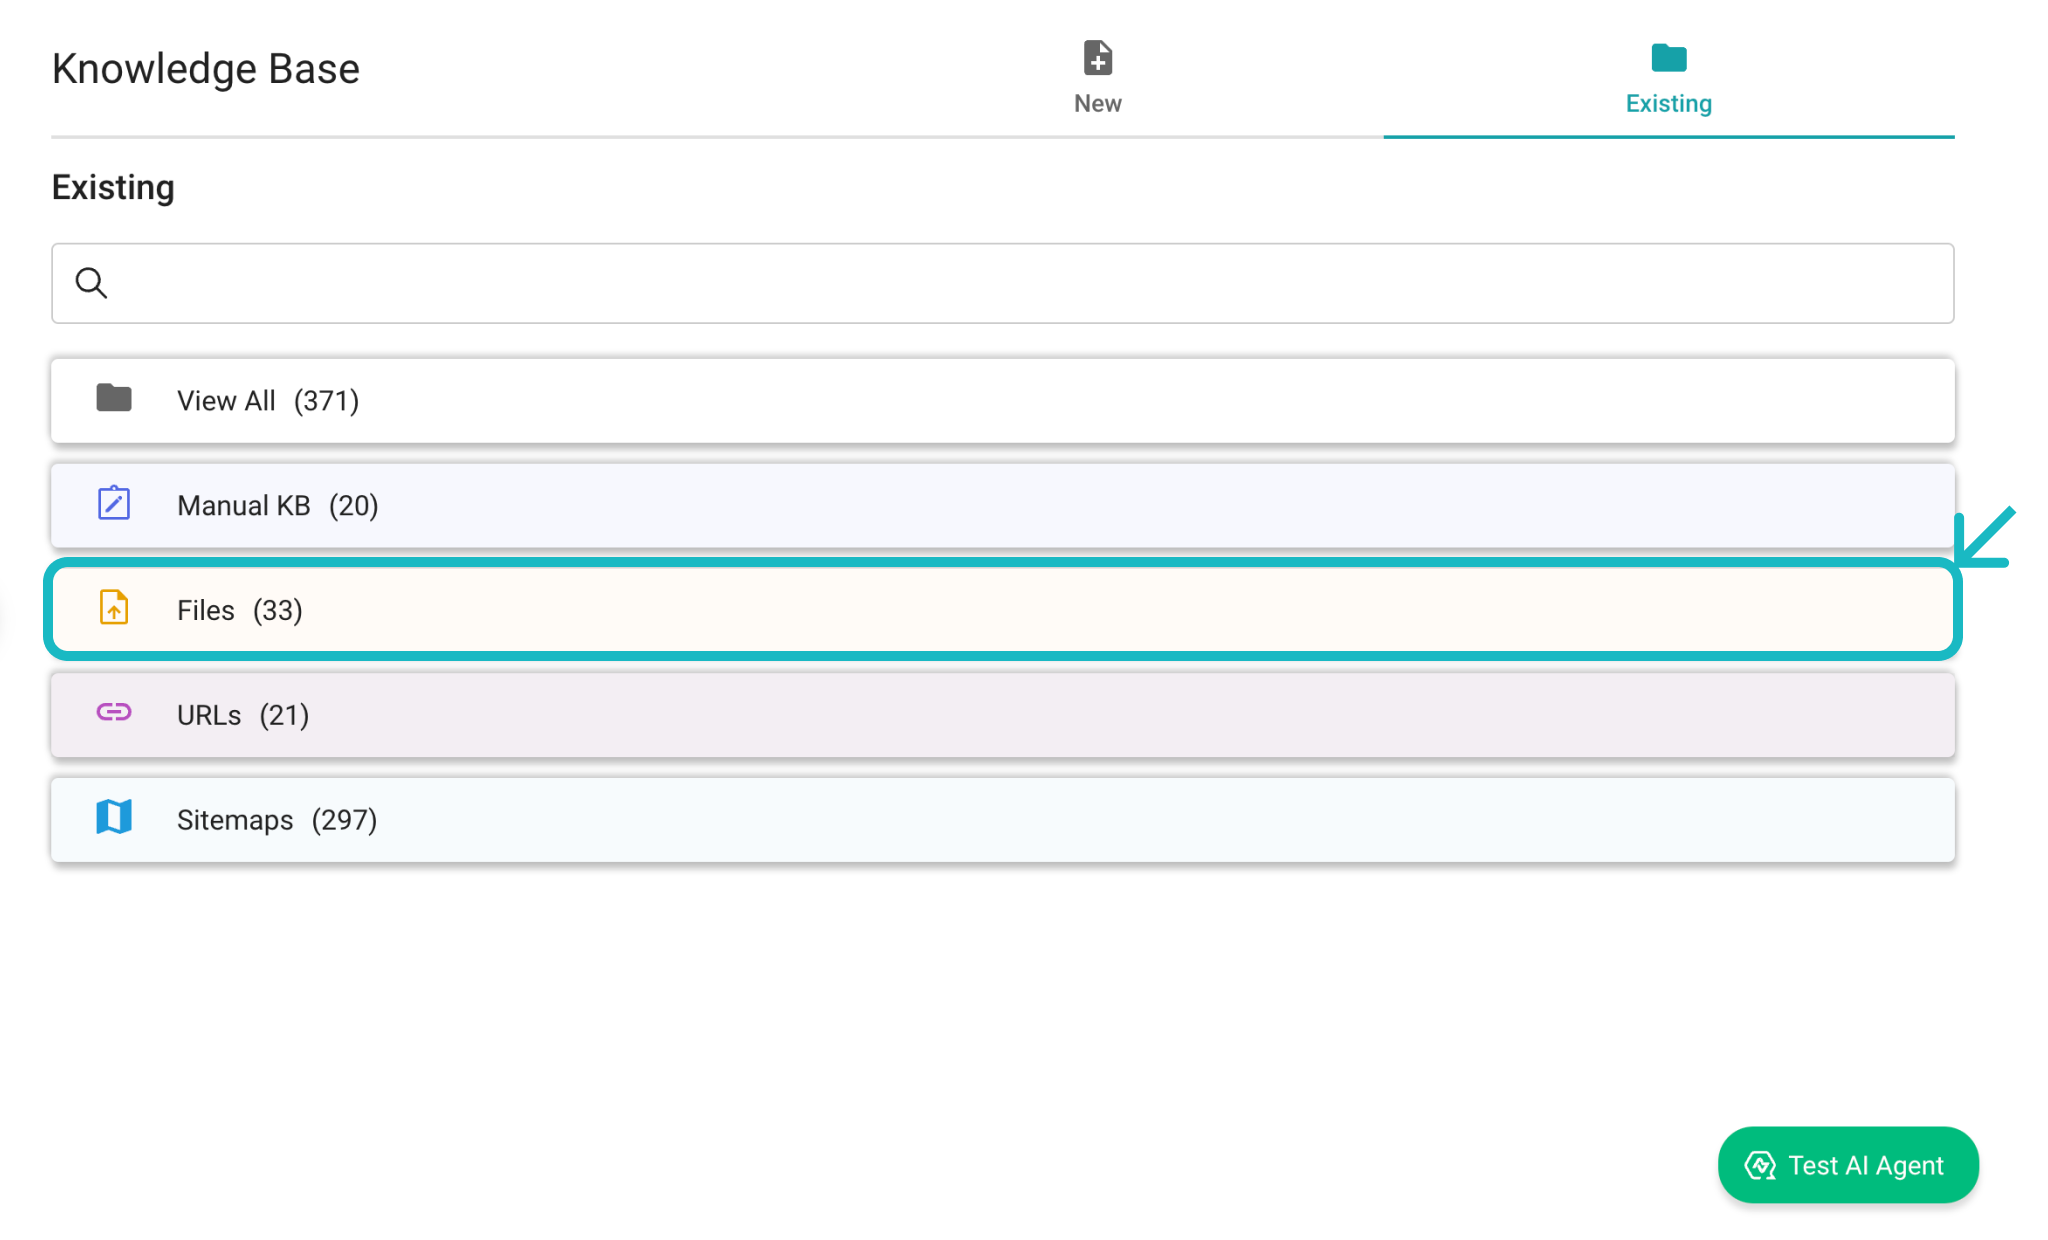 Knowledge Base
New
Existing
Existing
View All (371)
Manual KB (20)
Files (33)
URLs (21)
Sitemaps (297)
Test AI Agent